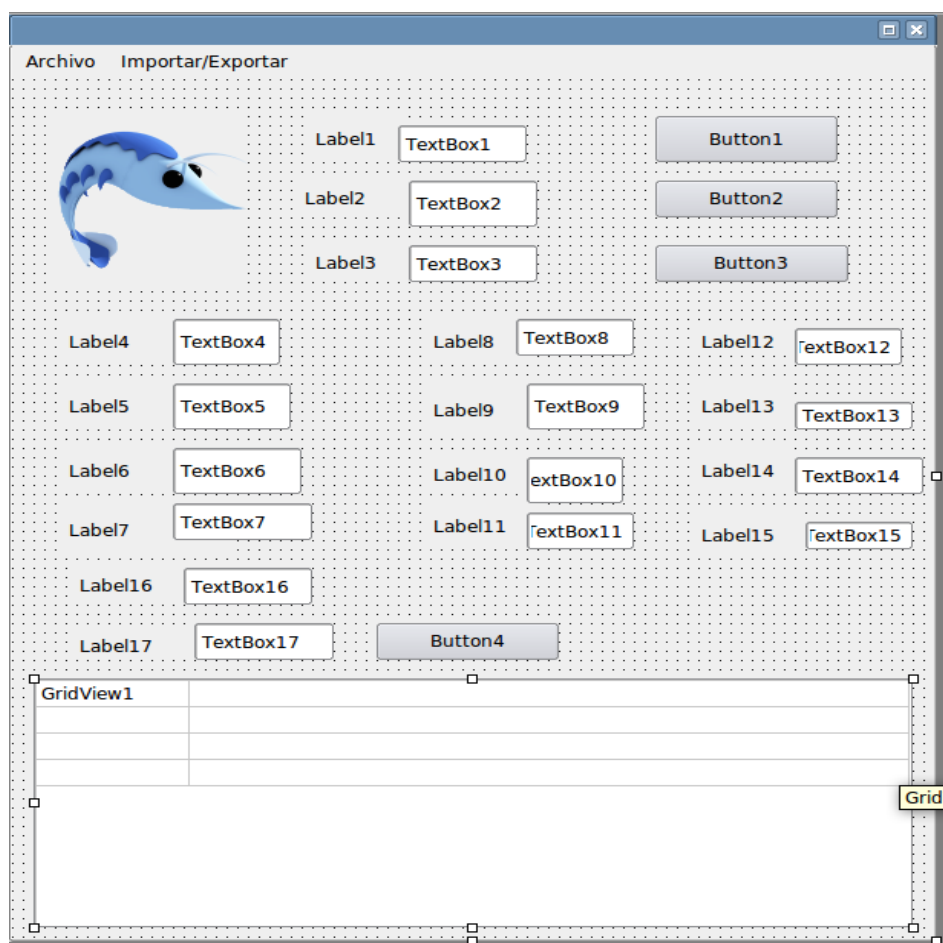 Archivo Importar/Exportar
Label1 TextBox1 Button1
Label2 TextBox2 Button2
Label3 TextBox3 Button3
Label4 TextBox4 Label8 TextBox8 Label12 TextBox12
Label5 TextBox5 Label9 TextBox9 Label13 TextBox13
Label6 TextBox6 Label10 extBox10 Label14 TextBox14
Label7 TextBox7 Label11 TextBox11 Label15 TextBox15
Label16 TextBox16
Label17 TextBox17 Button4
GridView1
Grid